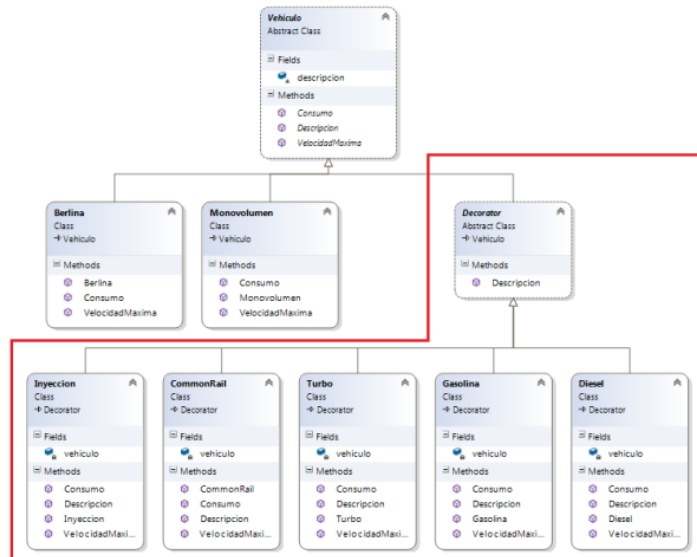 Vehiculo
Abstract Class
Fields
descripcion
Methods
Consumo
Descripcion
VelocidadMaxima
Berlina
Class
Vehiculo
Methods
Berlina
Consumo
VelocidadMaxima
Monovolumen
Class
Vehiculo
Methods
Consumo
Monovolumen
VelocidadMaxima
Decorator
Abstract Class
Vehiculo
Methods
Descripcion
Inyeccion
Class
Decorator
Fields
vehiculo
Methods
Consumo
Descripcion
Inyeccion
VelocidadMaxi...
CommonRail
Class
Decorator
Fields
vehiculo
Methods
CommonRail
Consumo
Descripcion
VelocidadMaxi...
Turbo
Class
Decorator
Fields
vehiculo
Methods
Consumo
Descripcion
Turbo
VelocidadMaxi...
Gasolina
Class
Decorator
Fields
vehiculo
Methods
Consumo
Descripcion
Gasolina
VelocidadMaxi...
Diesel
Class
Decorator
Fields
vehiculo
Methods
Consumo
Descripcion
Diesel
VelocidadMaxi...